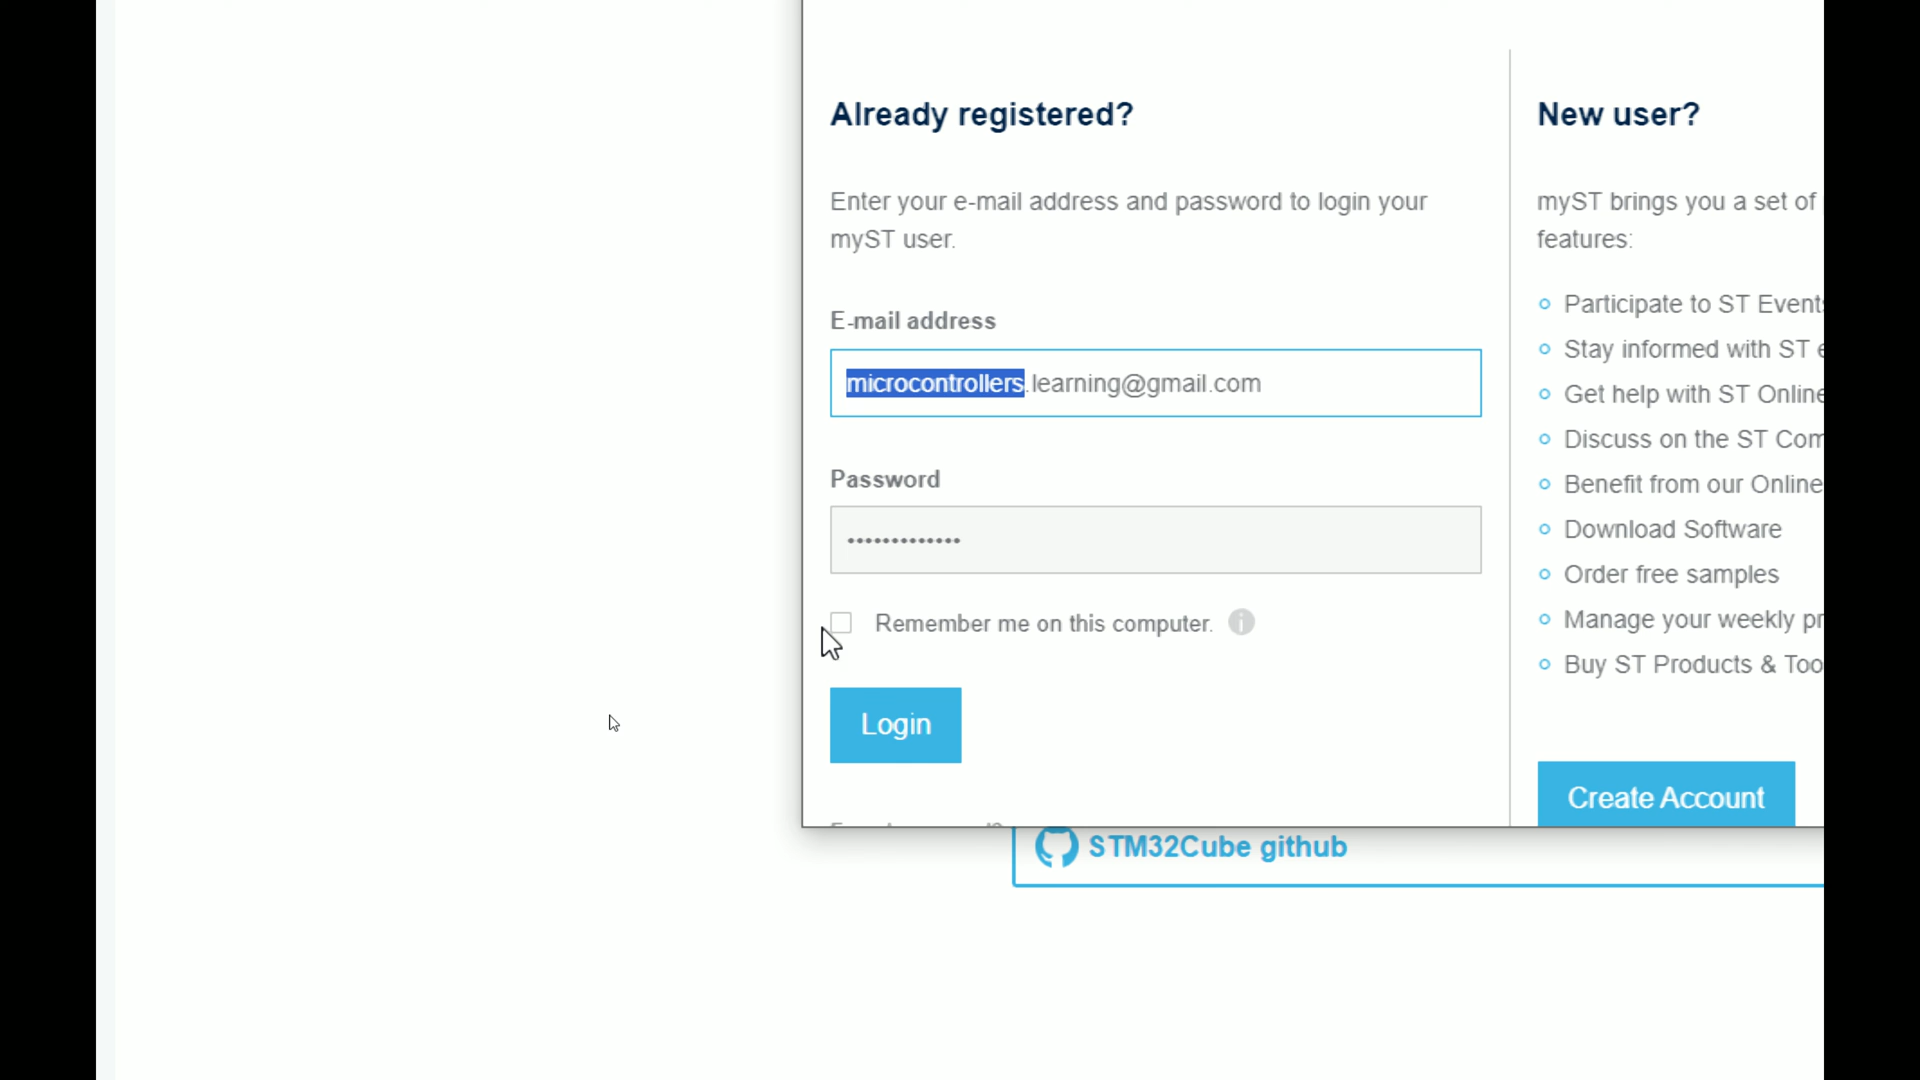 Already registered?
Enter your e-mail address and password to login your
myST user.
E-mail address
microcontrollers.learning@gmail.com
Password
•••••••••••••
Remember me on this computer.
Login
New user?
myST brings you a set of
features:
Participate to ST Events
Stay informed with ST e
Get help with ST Online
Discuss on the ST Com
Benefit from our Online
Download Software
Order free samples
Manage your weekly pr
Buy ST Products & Too
Create Account
STM32Cube github